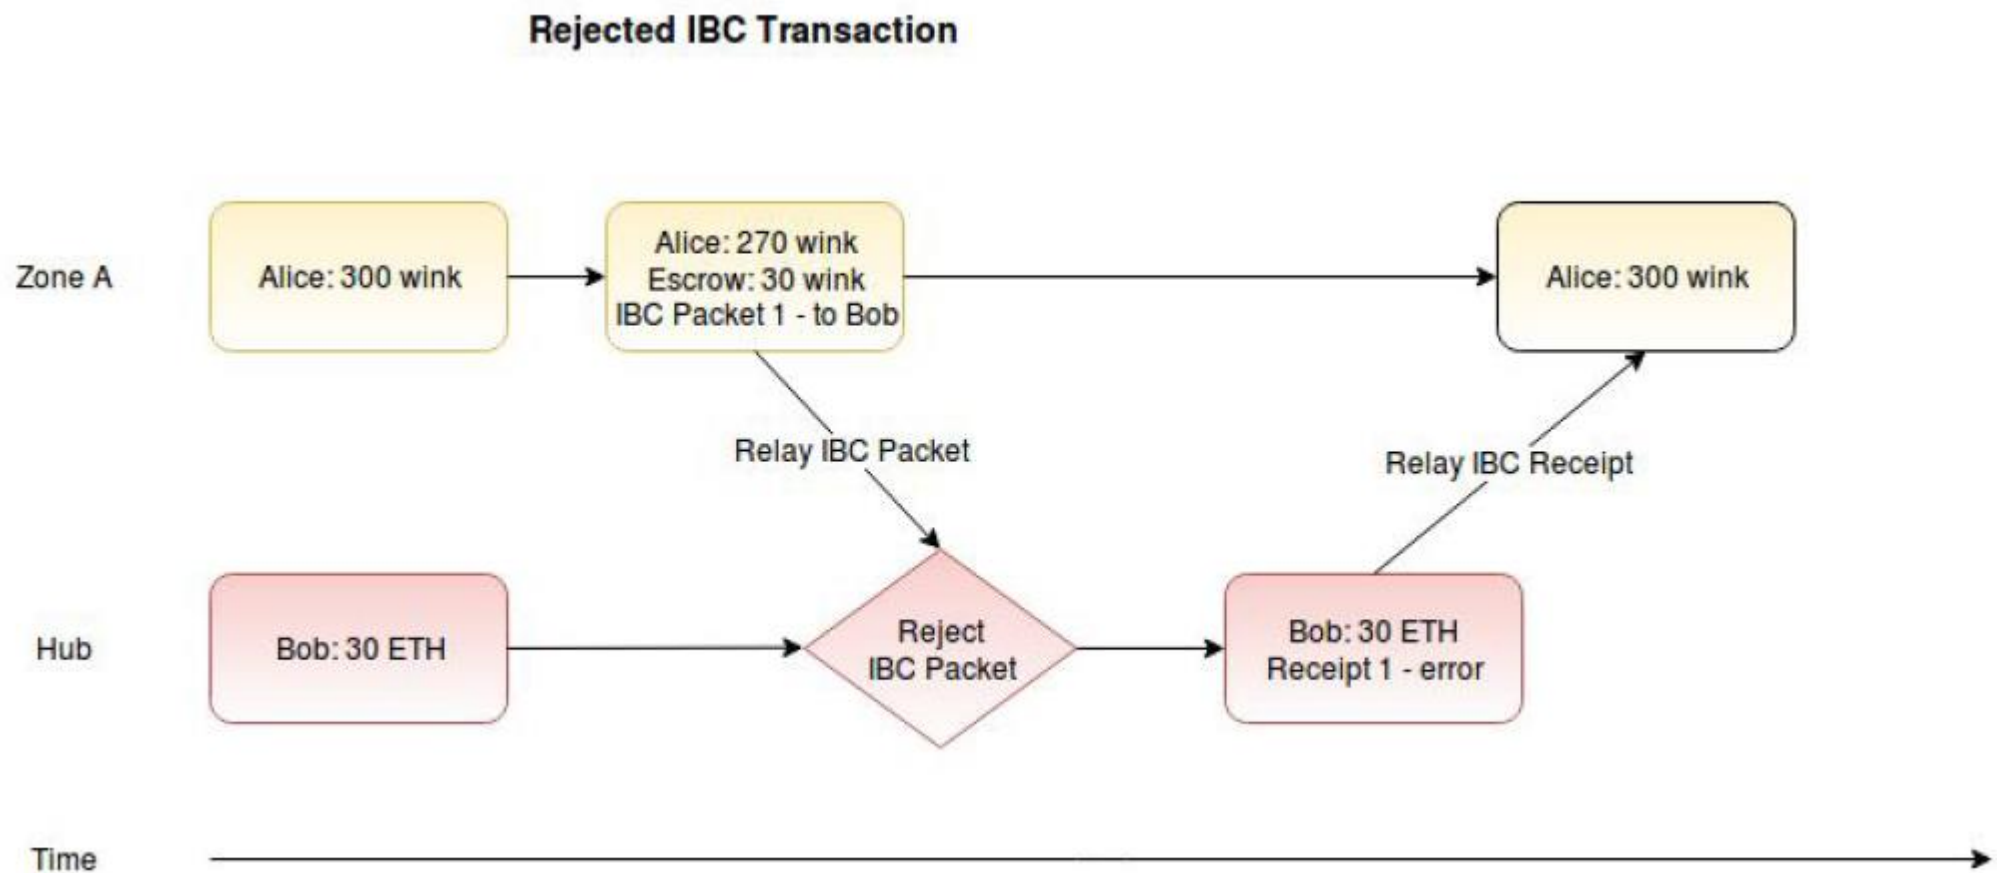 Rejected IBC Transaction
Zone A
Alice: 300 wink
Alice: 270 wink
Escrow: 30 wink
IBC Packet 1 - to Bob
Alice: 300 wink
Relay IBC Packet
Relay IBC Receipt
Hub
Bob: 30 ETH
Reject
IBC Packet
Bob: 30 ETH
Receipt 1 - error
Time